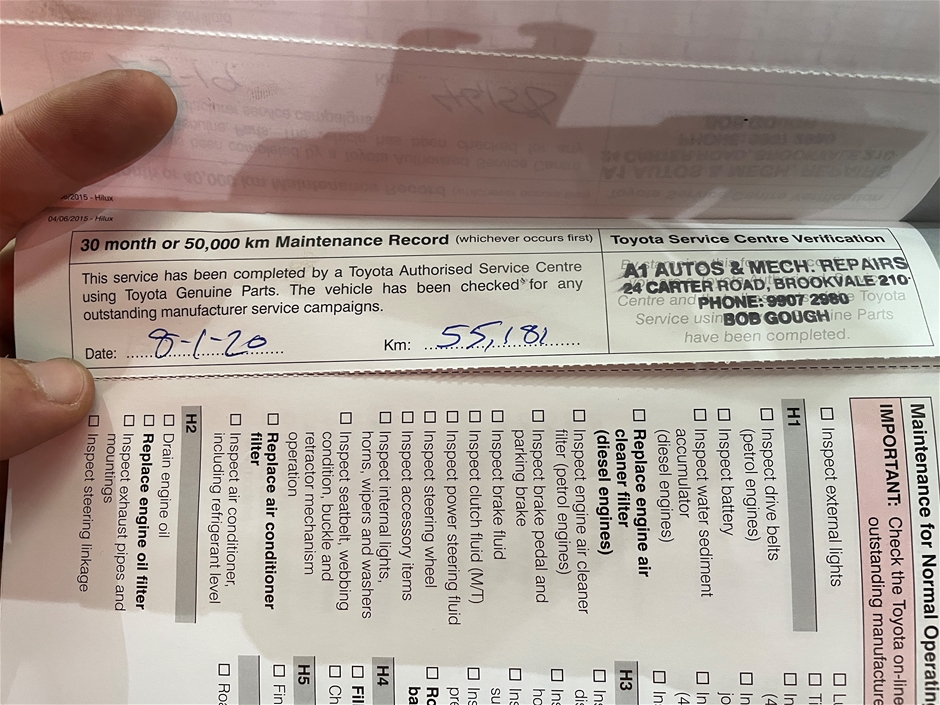 04/06/2015 - Hilux
30 month or 50,000 km Maintenance Record (whichever occurs first)
This service has been completed by a Toyota Authorised Service Centre
using Toyota Genuine Parts. The vehicle has been checked for any
outstanding manufacturer service campaigns.
Date: 8-1-20 Km: 55,181
Toyota Service Centre Verification
A1 AUTOS & MECH. REPAIRS
24 CARTER ROAD, BROOKVALE 210
PHONE: 9907 2980
BOB GOUGH
Centre and
Toyota
Service
Parts
have been completed.
Maintenance for Normal Operating
IMPORTANT: Check the Toyota on-line
outstanding manufacture
☐ Inspect external lights
H1
☐ Inspect drive belts
(petrol engines)
☐ Inspect battery
☐ Inspect water sediment
accumulator
(diesel engines)
☐ Replace engine air
cleaner filter
(diesel engines)
☐ Inspect engine air cleaner
filter (petrol engines)
☐ Inspect brake pedal and
parking brake
☐ Inspect brake fluid
☐ Inspect clutch fluid (M/T)
☐ Inspect power steering fluid
☐ Inspect steering wheel
☐ Inspect accessory items
☐ Inspect internal lights,
horns, wipers and washers
☐ Inspect seatbelt, webbing
condition, buckle and
retractor mechanism
operation
☐ Replace air conditioner
filter
☐ Inspect air conditioner,
including refrigerant level
H2
☐ Drain engine oil
☐ Replace engine oil filter
☐ Inspect exhaust pipes and
mountings
☐ Inspect steering linkage
H3
H4
H5